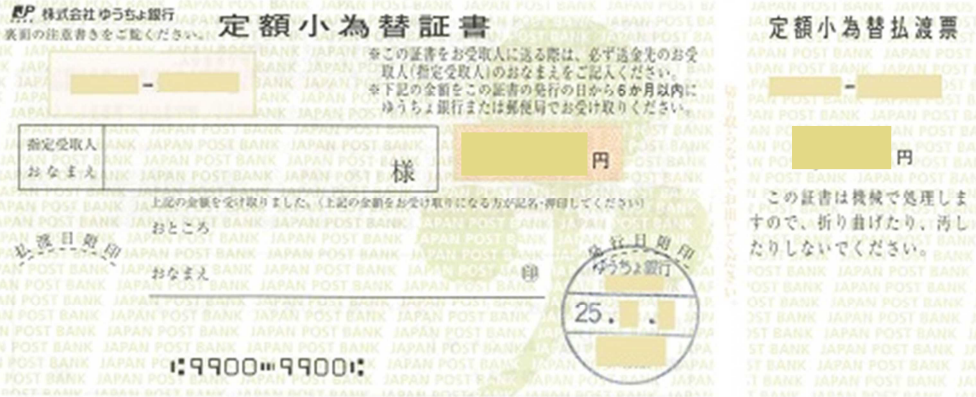 JP 株式会社 ゆうちょ銀行
裏面の注意書きをご覧ください。
定額小為替証書
※この証書をお受取人に送る際は、必ず送金先のお受
取人(指定受取人)のおなまえをご記入ください。
※下記の金額をこの証書の発行の日から6か月以内に
ゆうちょ銀行または郵便局でお受け取りください。
-
指定受取人
おなまえ
様
円
上記の金額を受け取りました。(上記の金額をお受け取りになる方が記名・押印してください)
おところ
払渡日附印
おなまえ
印
発行日附印
ゆうちょ銀行
25. .
⑆9900⑉9900⑆
定額小為替払渡票
-
円
この証書は機械で処理しま
すので、折り曲げたり、汚し
たりしないでください。
JAPAN POST BANK